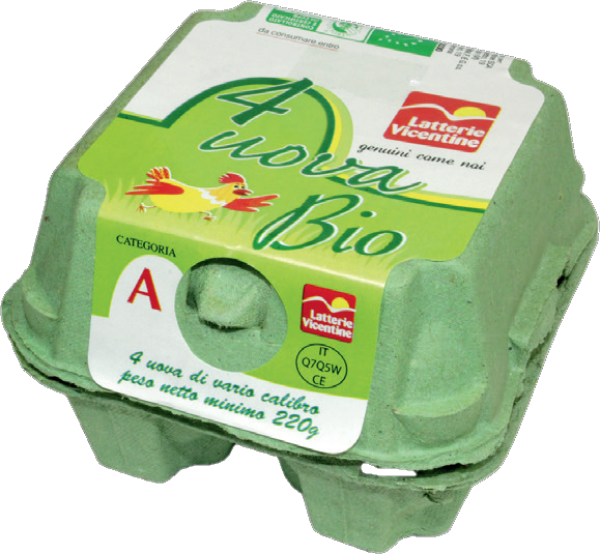 da consumarsi entro
4
uova
Bio
Latterie
Vicentine
genuini come noi
CATEGORIA
A
Latterie
Vicentine
IT
Q7Q5W
CE
4 uova di vario calibro
peso netto minimo 220g